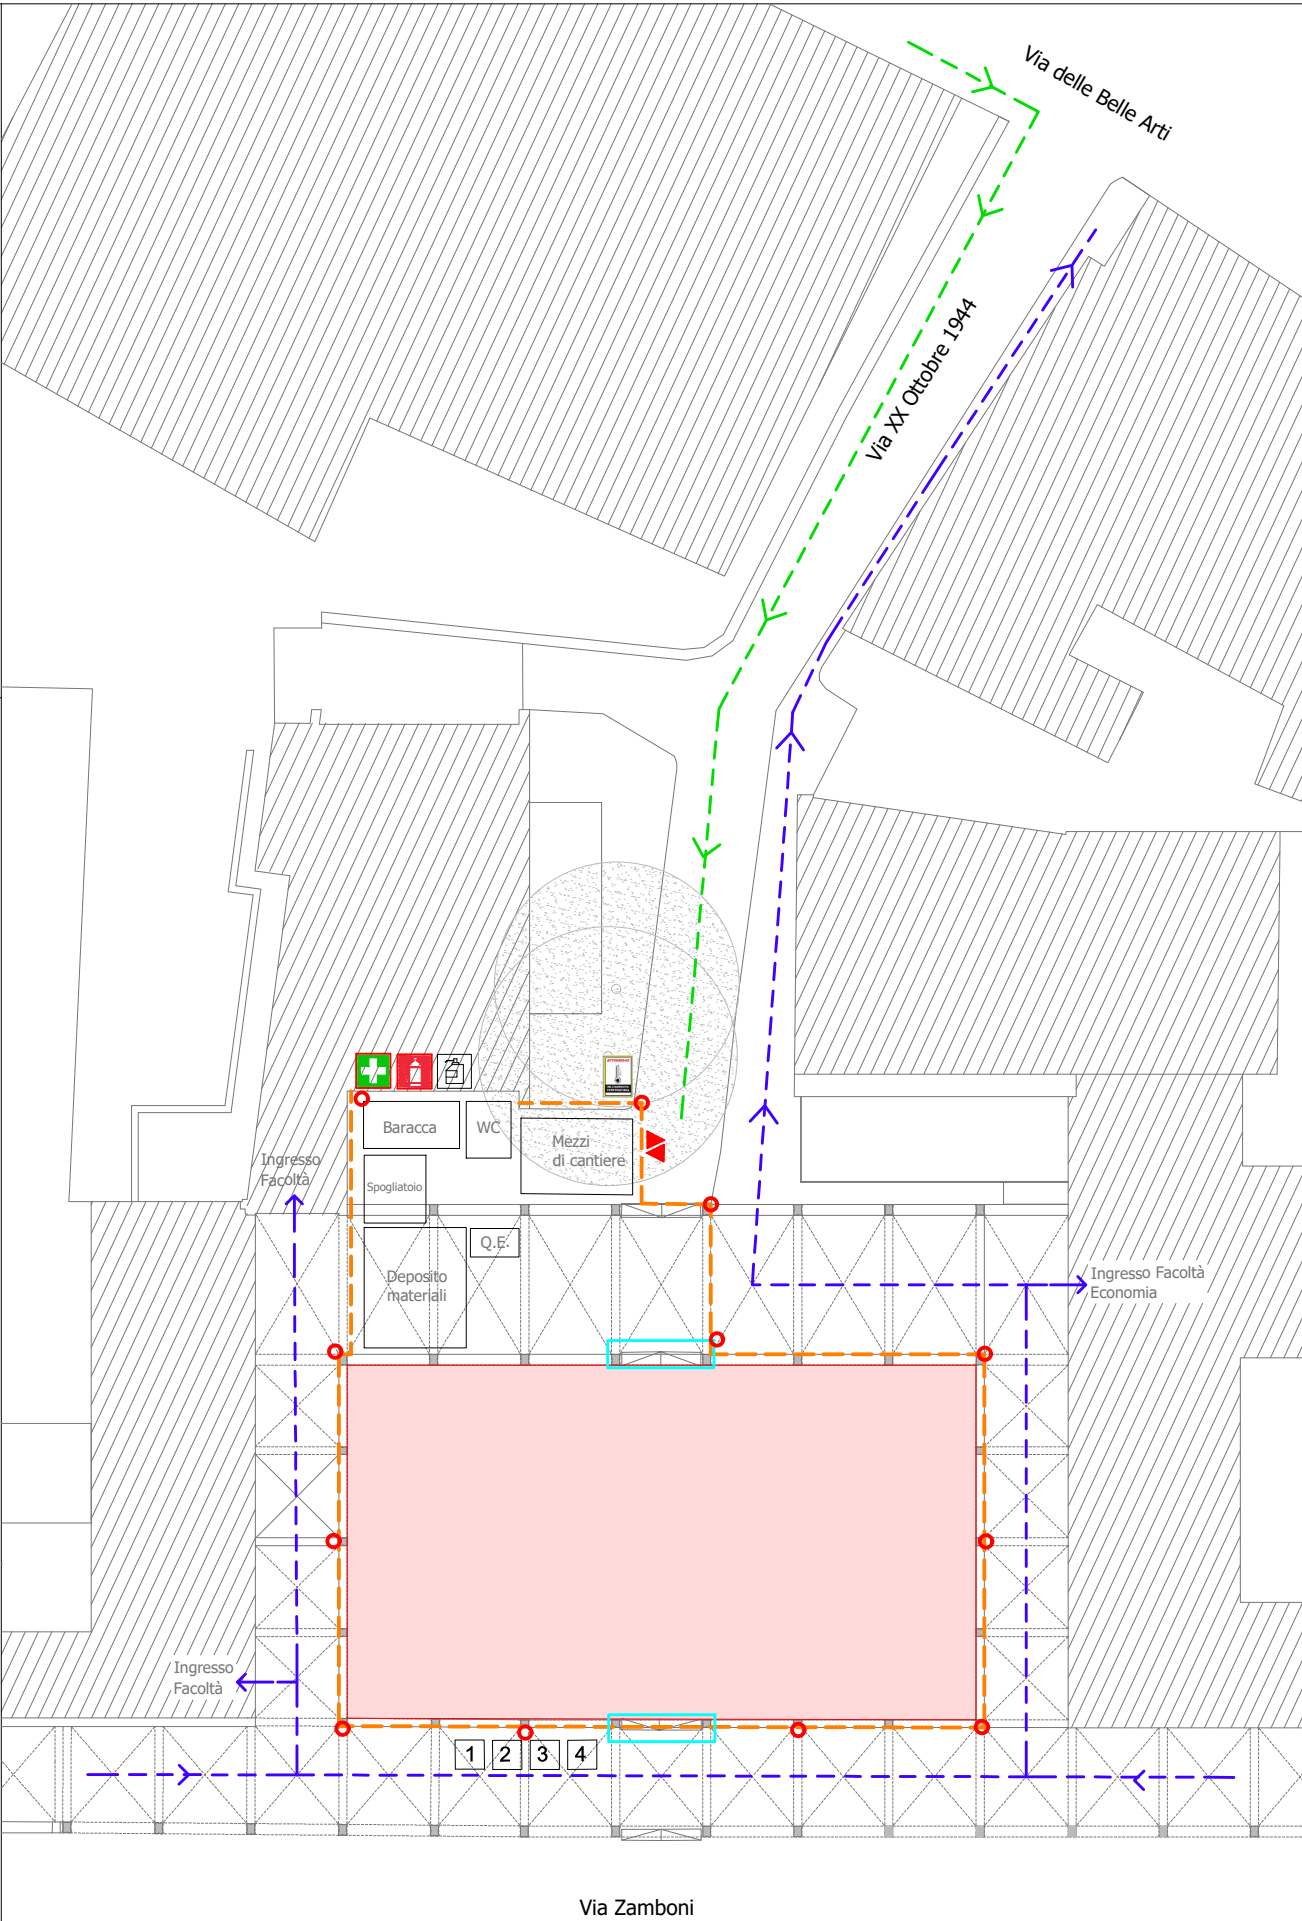 Via delle Belle Arti
Via XX Ottobre 1944
ATTENZIONE
Baracca
WC
Mezzi
di cantiere
Ingresso
Facoltà
Spogliatoio
Q.E.
Deposito
materiali
Ingresso Facoltà
Economia
Ingresso
Facoltà
1 2 3 4
Via Zamboni